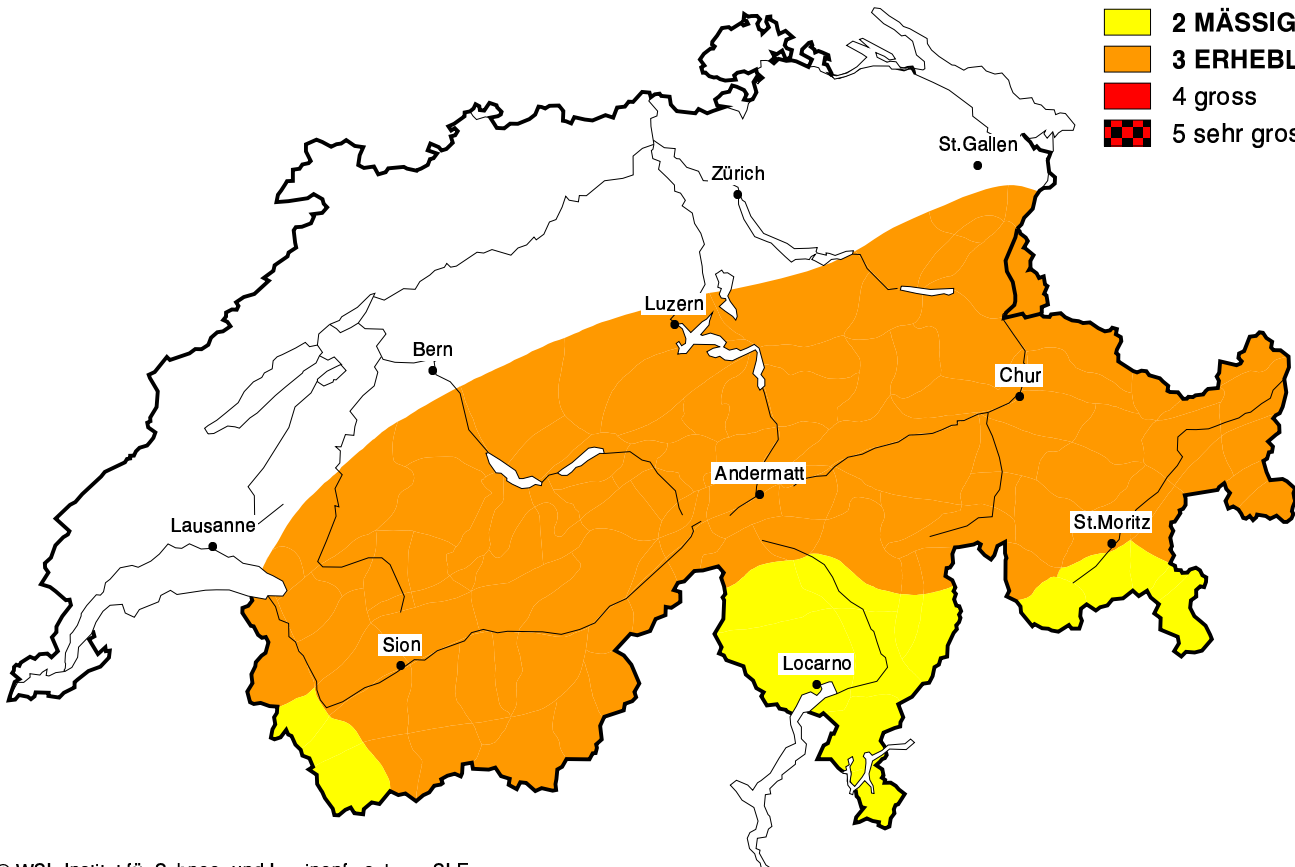 2 MÄSSIG
3 ERHEBL
4 gross
5 sehr gros
St.Gallen
Zürich
Luzern
Bern
Chur
Andermatt
St.Moritz
Lausanne
Sion
Locarno